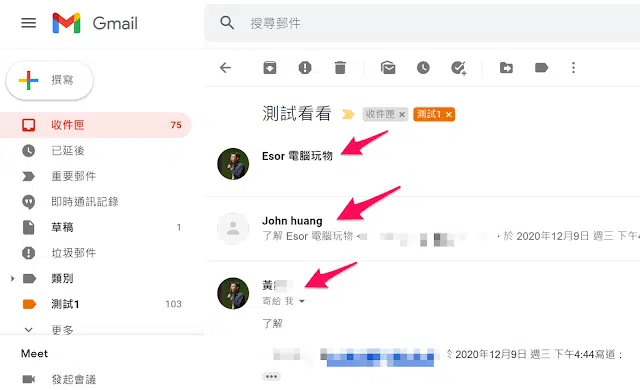 Gmail
搜尋郵件
撰寫
收件匣 75
已延後
重要郵件
即時通訊記錄
草稿 1
垃圾郵件
類別
測試1 103
更多
Meet
發起會議
測試看看 收件匣 × 測試1 ×
Esor 電腦玩物
John huang
了解 Esor 電腦玩物 < 於 2020年12月9日 週三 下午4:44
黃
寄給 我
了解
2020年12月9日 週三 下午4:44寫道：